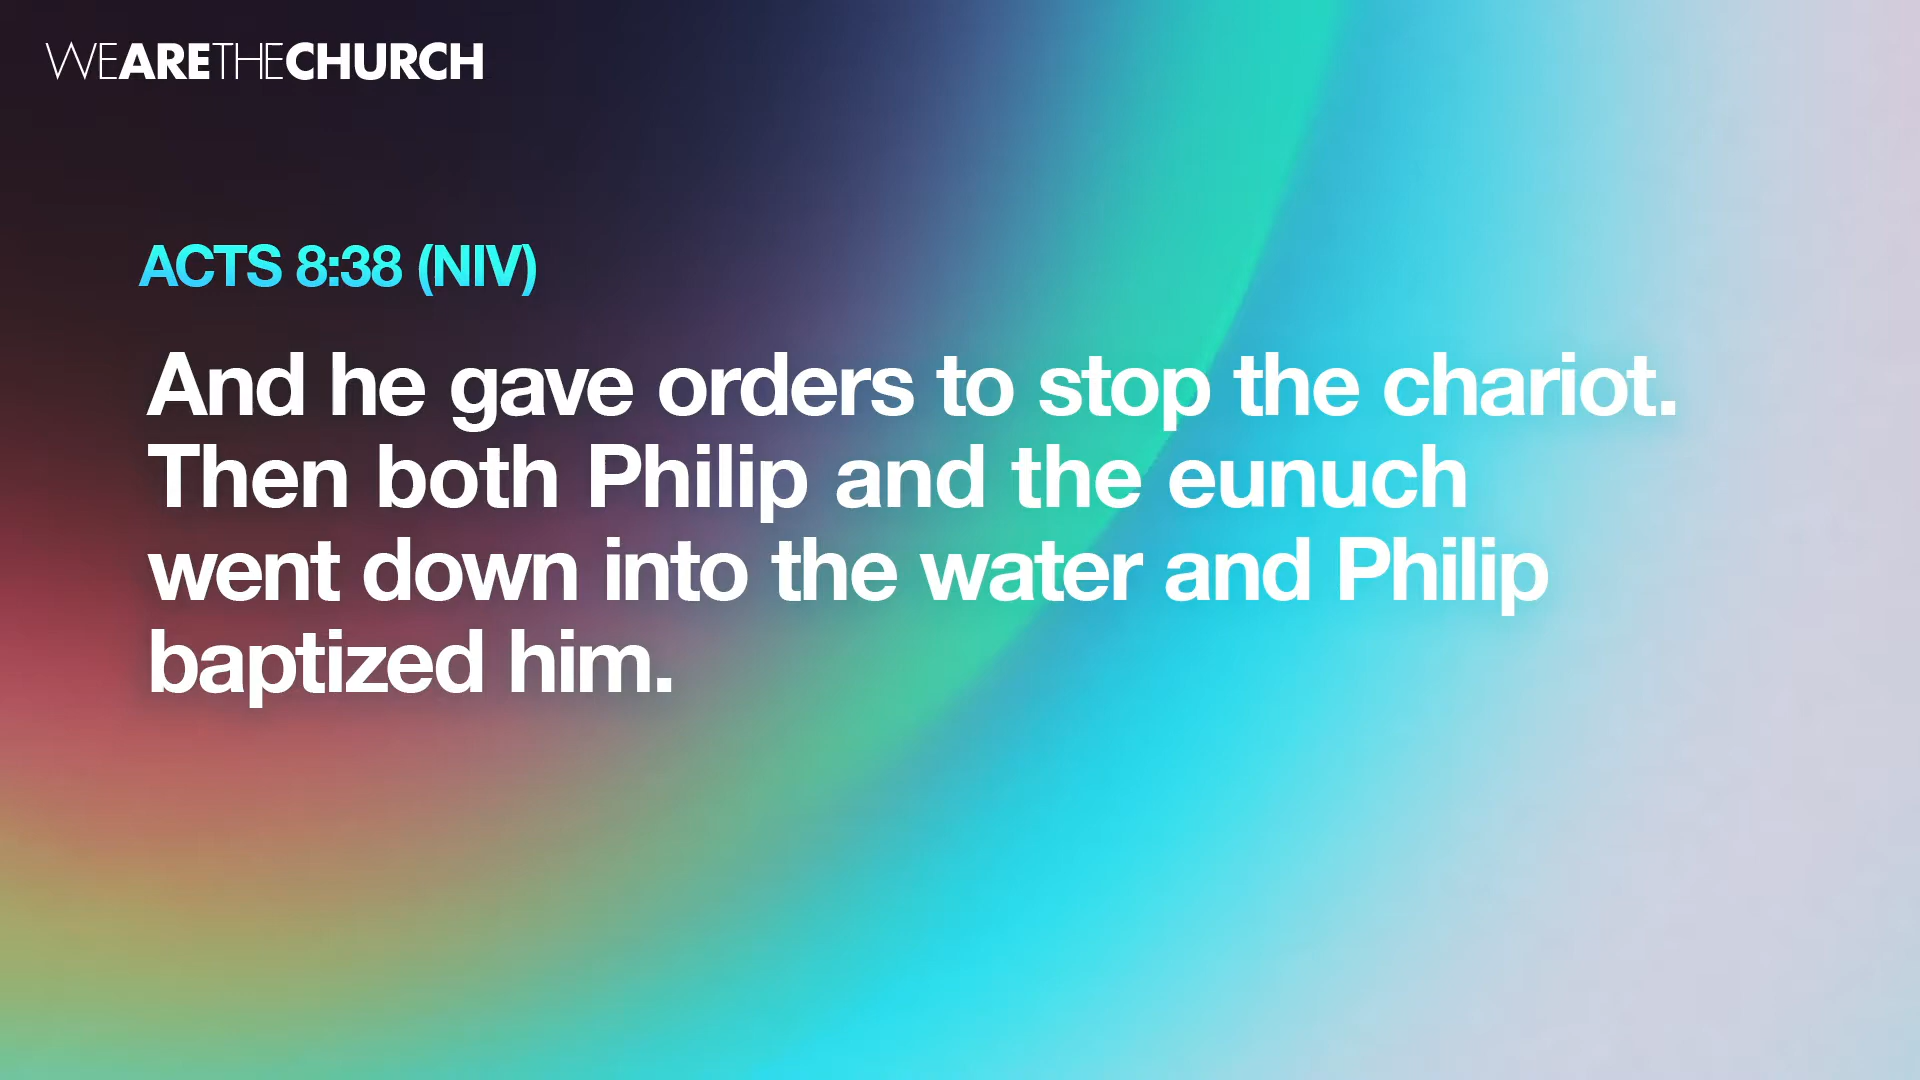 WEARETHECHURCH
ACTS 8:38 (NIV)
And he gave orders to stop the chariot.
Then both Philip and the eunuch
went down into the water and Philip
baptized him.